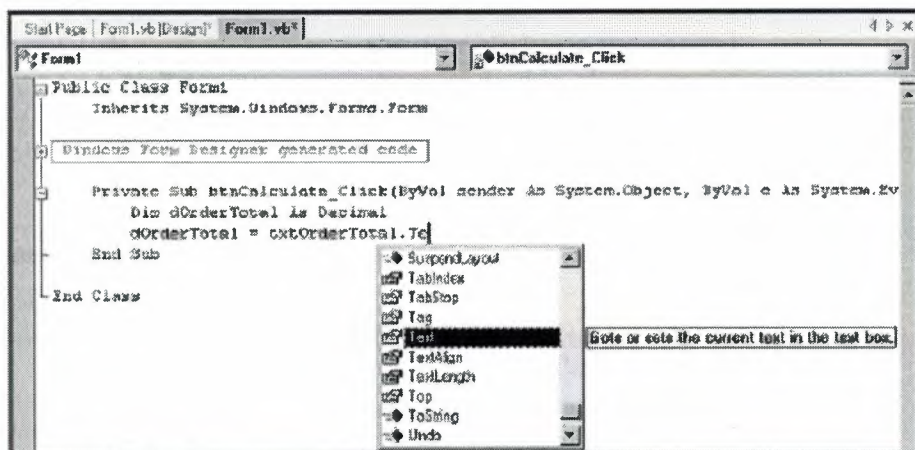 Start Page Form1.vb [Design]* Form1.vb*
Form1 btnCalculate_Click
Public Class Form1
Inherits System.Windows.Forms.Form
Windows Form Designer generated code
Private Sub btnCalculate_Click(ByVal sender As System.Object, ByVal e As System.Ev
Dim dOrderTotal As Decimal
dOrderTotal = txtOrderTotal.Te
End Sub
End Class
SuspendLayout
TabIndex
TabStop
Tag
Text
Gets or sets the current text in the text box.
TextAlign
TextLength
Top
ToString
Undo